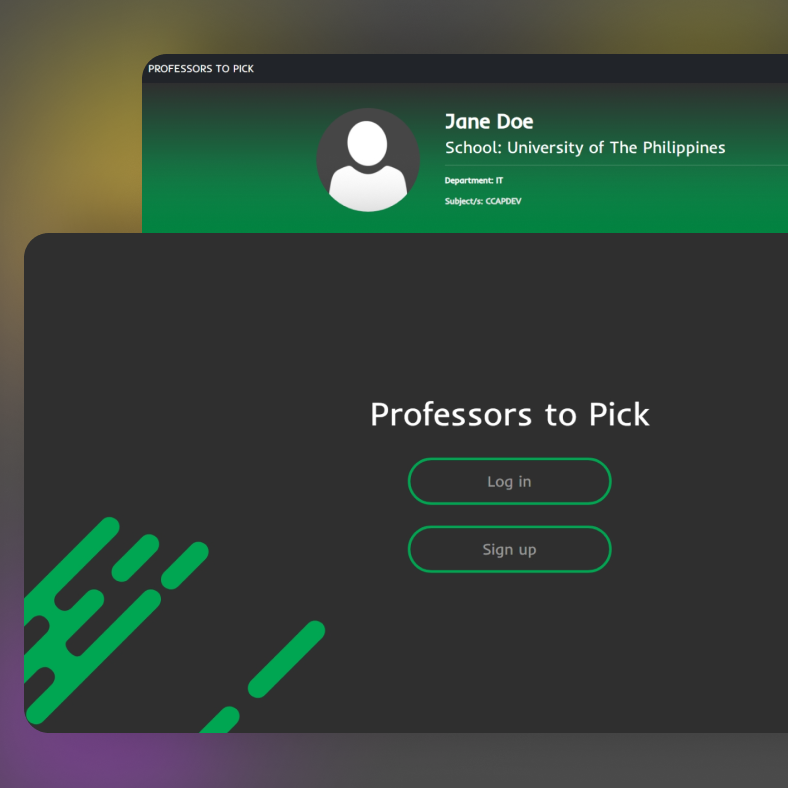 PROFESSORS TO PICK
Jane Doe
School: University of The Philippines
Department: IT
Subject/s: CCAPDEV
Professors to Pick
Log in
Sign up